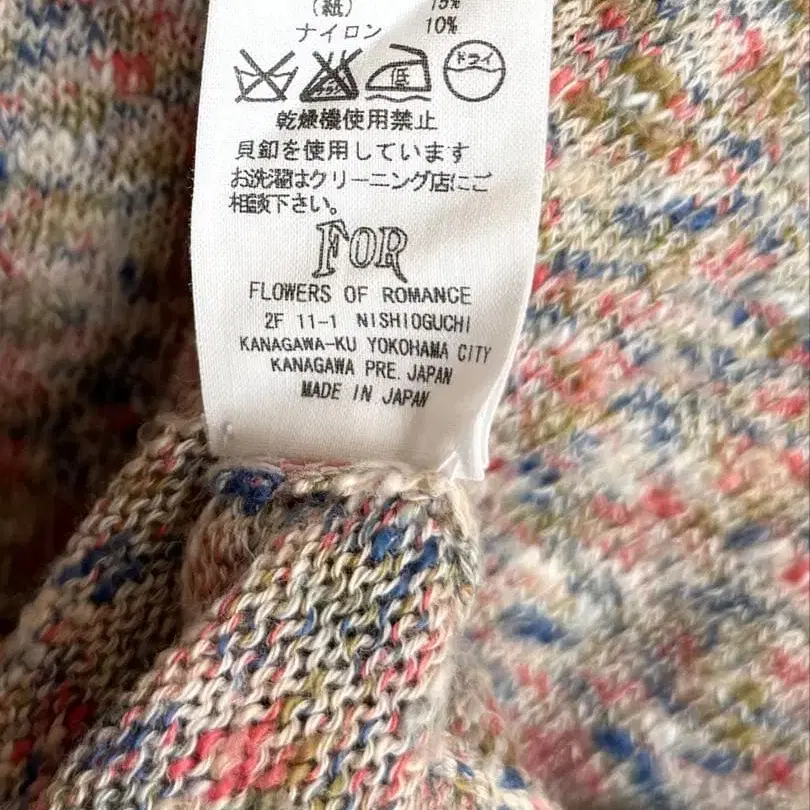 （紙） 15%
ナイロン 10%
低 ドライ
乾燥機使用禁止
貝釦を使用しています
お洗濯はクリーニング店にご
相談下さい。
FOR
FLOWERS OF ROMANCE
2F 11-1 NISHIOGUCHI
KANAGAWA-KU YOKOHAMA CITY
KANAGAWA PRE. JAPAN
MADE IN JAPAN